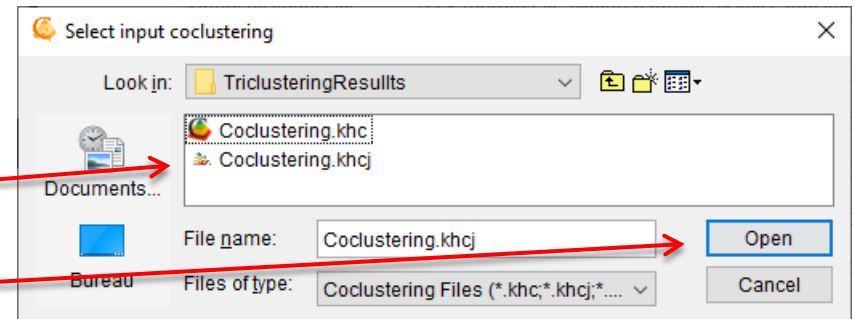 Select input coclustering
Look in: TriclusteringResullts
Coclustering.khc
Coclustering.khcj
Documents...
Bureau
File name: Coclustering.khcj Open
Files of type: Coclustering Files (*.khc;*.khcj;*.... Cancel